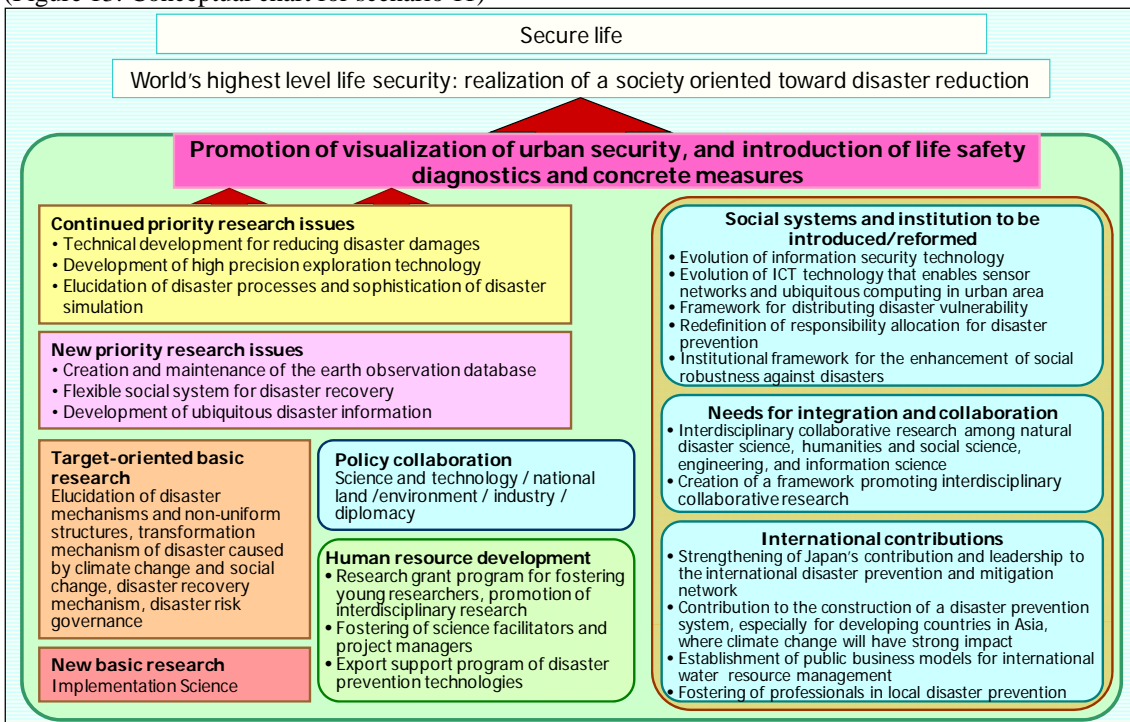 Secure life
World's highest level life security: realization of a society oriented toward disaster reduction
Promotion of visualization of urban security, and introduction of life safety
diagnostics and concrete measures
Continued priority research issues
• Technical development for reducing disaster damages
• Development of high precision exploration technology
• Elucidation of disaster processes and sophistication of disaster
simulation
New priority research issues
• Creation and maintenance of the earth observation database
• Flexible social system for disaster recovery
• Development of ubiquitous disaster information
Target-oriented basic
research
Elucidation of disaster
mechanisms and non-uniform
structures, transformation
mechanism of disaster caused
by climate change and social
change, disaster recovery
mechanism, disaster risk
governance
New basic research
Implementation Science
Policy collaboration
Science and technology / national
land /environment / industry /
diplomacy
Human resource development
• Research grant program for fostering
young researchers, promotion of
interdisciplinary research
• Fostering of science facilitators and
project managers
• Export support program of disaster
prevention technologies
Social systems and institution to be
introduced/reformed
• Evolution of information security technology
• Evolution of ICT technology that enables sensor
networks and ubiquitous computing in urban area
• Framework for distributing disaster vulnerability
• Redefinition of responsibility allocation for disaster
prevention
• Institutional framework for the enhancement of social
robustness against disasters
Needs for integration and collaboration
• Interdisciplinary collaborative research among natural
disaster science, humanities and social science,
engineering, and information science
• Creation of a framework promoting interdisciplinary
collaborative research
International contributions
• Strengthening of Japan's contribution and leadership to
the international disaster prevention and mitigation
network
• Contribution to the construction of a disaster prevention
system, especially for developing countries in Asia,
where climate change will have strong impact
• Establishment of public business models for international
water resource management
• Fostering of professionals in local disaster prevention